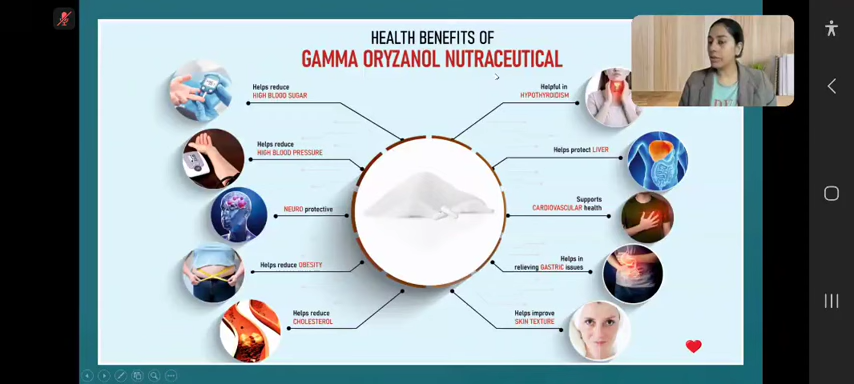 HEALTH BENEFITS OF
GAMMA ORYZANOL NUTRACEUTICAL
Helps reduce
HIGH BLOOD SUGAR
Helps reduce
HIGH BLOOD PRESSURE
NEURO protective
Helps reduce OBESITY
Helps reduce
CHOLESTEROL
Helpful in
HYPOTHYROIDISM
Helps protect LIVER
Supports
CARDIOVASCULAR health
Helps in
relieving GASTRIC issues
Helps improve
SKIN TEXTURE